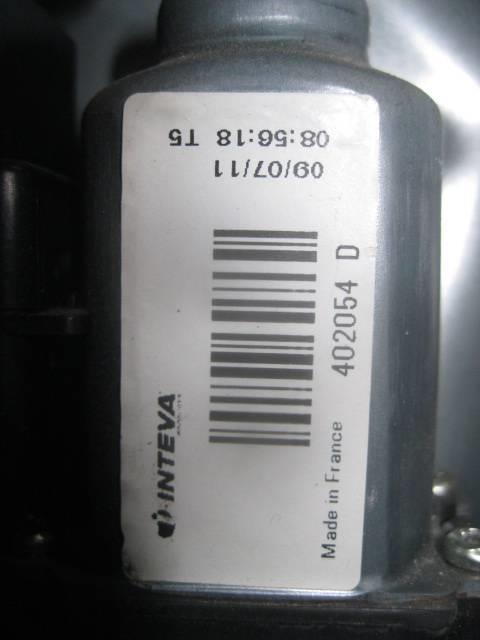 08:56:18 T5
09/07/11
402054 D
INTEVA
Made in France